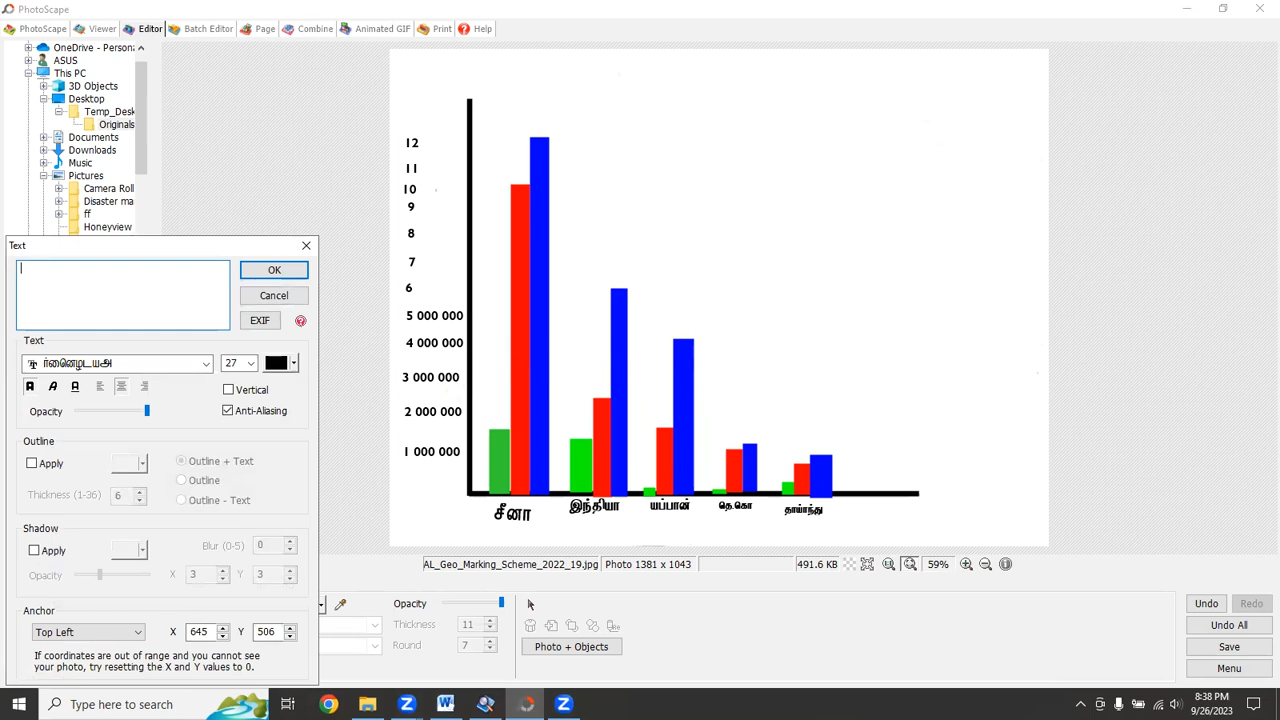 PhotoScape
PhotoScape Viewer Editor Batch Editor Page Combine Animated GIF Print Help
OneDrive - Persona
ASUS
This PC
3D Objects
Desktop
Temp_Desk
Originals
Documents
Downloads
Music
Pictures
Camera Roll
Disaster ma
ff
Honeyview
12
11
10
9
8
7
6
5 000 000
4 000 000
3 000 000
2 000 000
1 000 000
சீனா இந்தியா யப்பான் தெ.கொ தாய்ாந்து
Text
OK
Cancel
EXIF
Text
27
Vertical
Opacity
Anti-Aliasing
Outline
Apply
Outline + Text
Outline
Thickness (1-36) 6
Outline - Text
Shadow
Apply Blur (0-5) 0
Opacity X 3 Y 3
Anchor
Top Left X 645 Y 506
If coordinates are out of range and you cannot see
your photo, try resetting the X and Y values to 0.
AL_Geo_Marking_Scheme_2022_19.jpg Photo 1381 x 1043 491.6 KB 59%
Opacity
Thickness 11
Round 7
Photo + Objects
Undo Redo
Undo All
Save
Menu
Type here to search
8:38 PM
9/26/2023